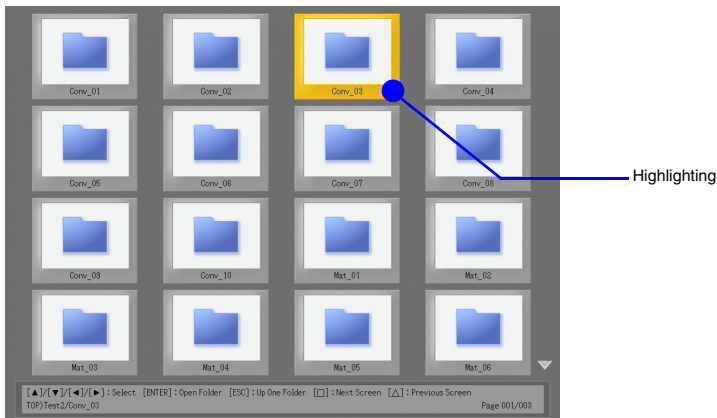 Conv_01 Conv_02 Conv_03 Conv_04
Conv_05 Conv_06 Conv_07 Conv_08
Highlighting
Conv_09 Conv_10 Mat_01 Mat_02
Mat_03 Mat_04 Mat_05 Mat_06
[▲]/[▼]/[◄]/[►]:Select [ENTER]:Open Folder [ESC]:Up One Folder [□]:Next Screen [△]:Previous Screen
TOP>Test2/Conv_03 Page 001/003